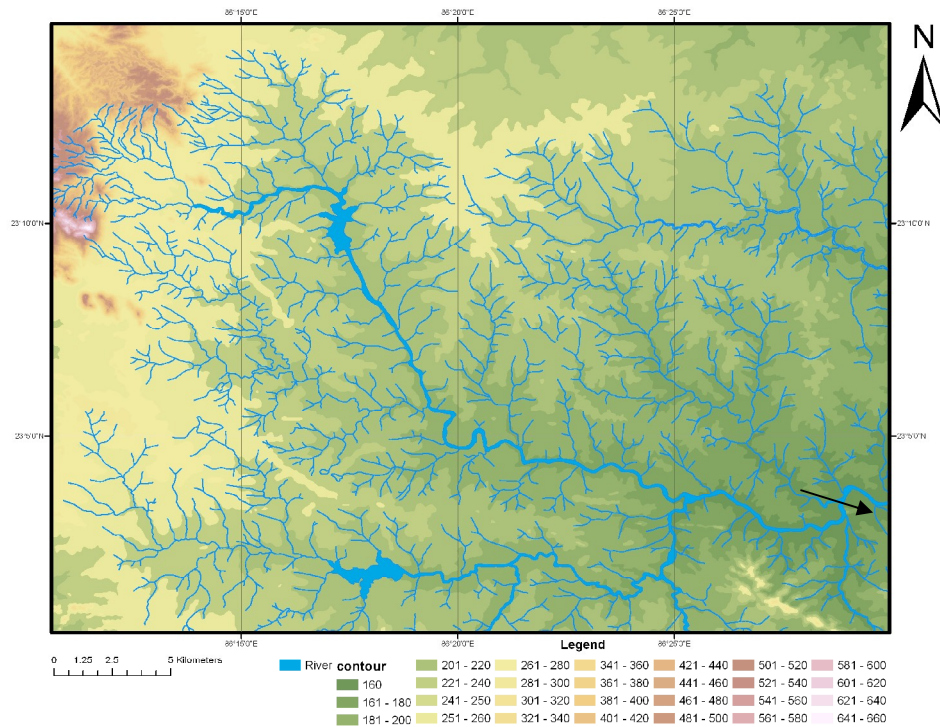 86°15'0"E 86°20'0"E 86°25'0"E
N
23°10'0"N 23°10'0"N
23°5'0"N 23°5'0"N
86°15'0"E 86°20'0"E 86°25'0"E
Legend
0 1.25 2.5 5 Kilometers
River contour
160
161 - 180
181 - 200
201 - 220
221 - 240
241 - 250
251 - 260
261 - 280
281 - 300
301 - 320
321 - 340
341 - 360
361 - 380
381 - 400
401 - 420
421 - 440
441 - 460
461 - 480
481 - 500
501 - 520
521 - 540
541 - 560
561 - 580
581 - 600
601 - 620
621 - 640
641 - 660